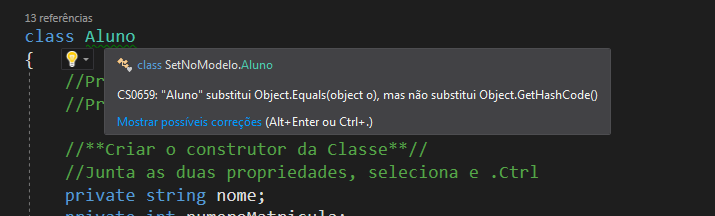 13 referências
class Aluno
{
class SetNoModelo.Aluno
//Pr
CS0659: "Aluno" substitui Object.Equals(object o), mas não substitui Object.GetHashCode()
//Pr
Mostrar possíveis correções (Alt+Enter ou Ctrl+.)
//**Criar o construtor da Classe**//
//Junta as duas propriedades, seleciona e .Ctrl
private string nome;
private int numeroMatricula;